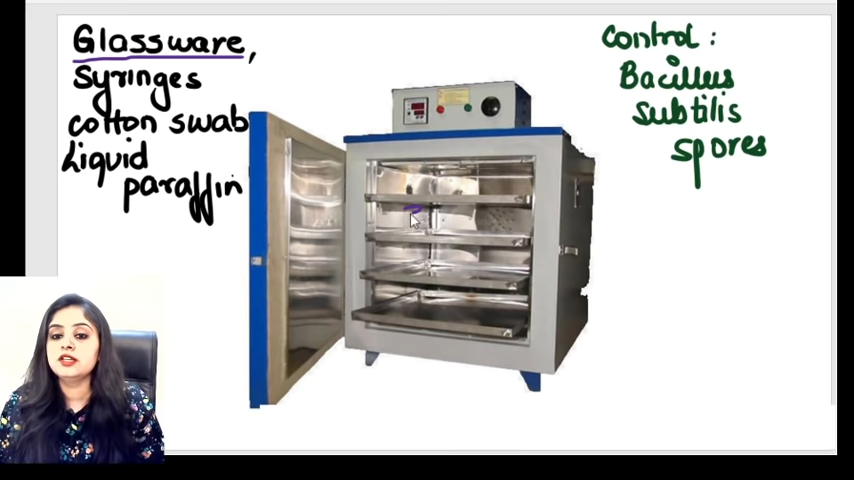 Glassware,
Syringes
cotton swab
Liquid
paraffin
Control :
Bacillus
subtilis
spores